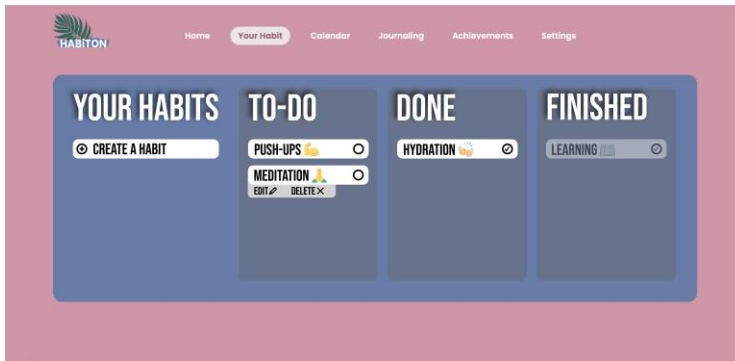 HABITON
Home Your Habit Calendar Journaling Achievements Settings
YOUR HABITS
CREATE A HABIT
TO-DO
PUSH-UPS
MEDITATION
EDIT DELETE
DONE
HYDRATION
FINISHED
LEARNING